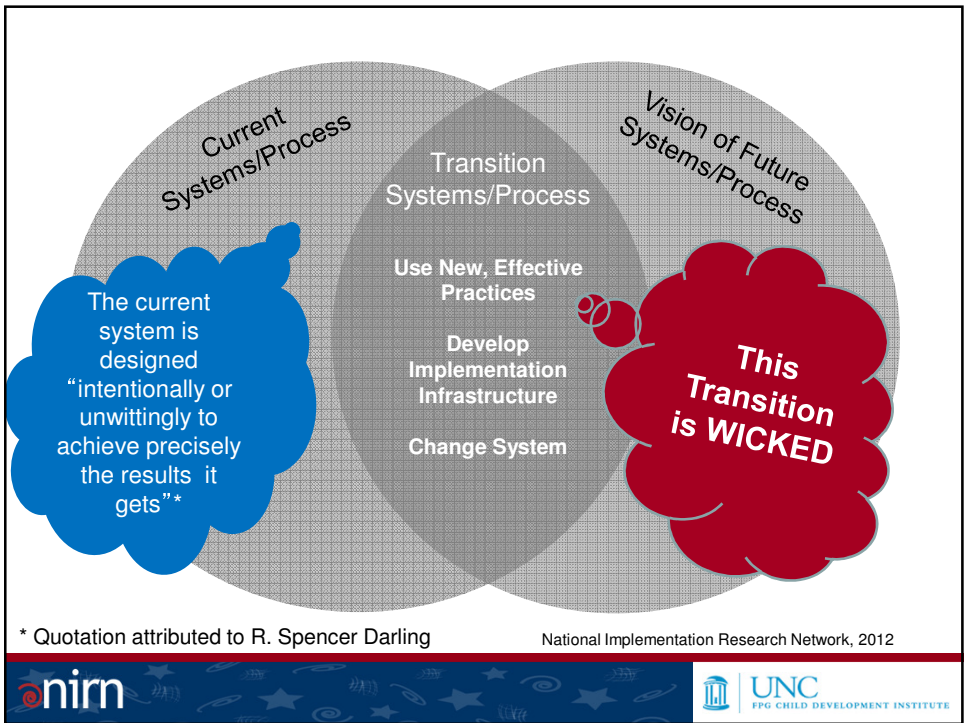 Current
Systems/Process
Transition
Systems/Process
Vision of Future
Systems/Process
Use New, Effective
Practices
Develop
Implementation
Infrastructure
Change System
The current
system is
designed
“intentionally or
unwittingly to
achieve precisely
the results it
gets”*
This
Transition
is WICKED
* Quotation attributed to R. Spencer Darling
National Implementation Research Network, 2012
nirn
UNC
FPG CHILD DEVELOPMENT INSTITUTE